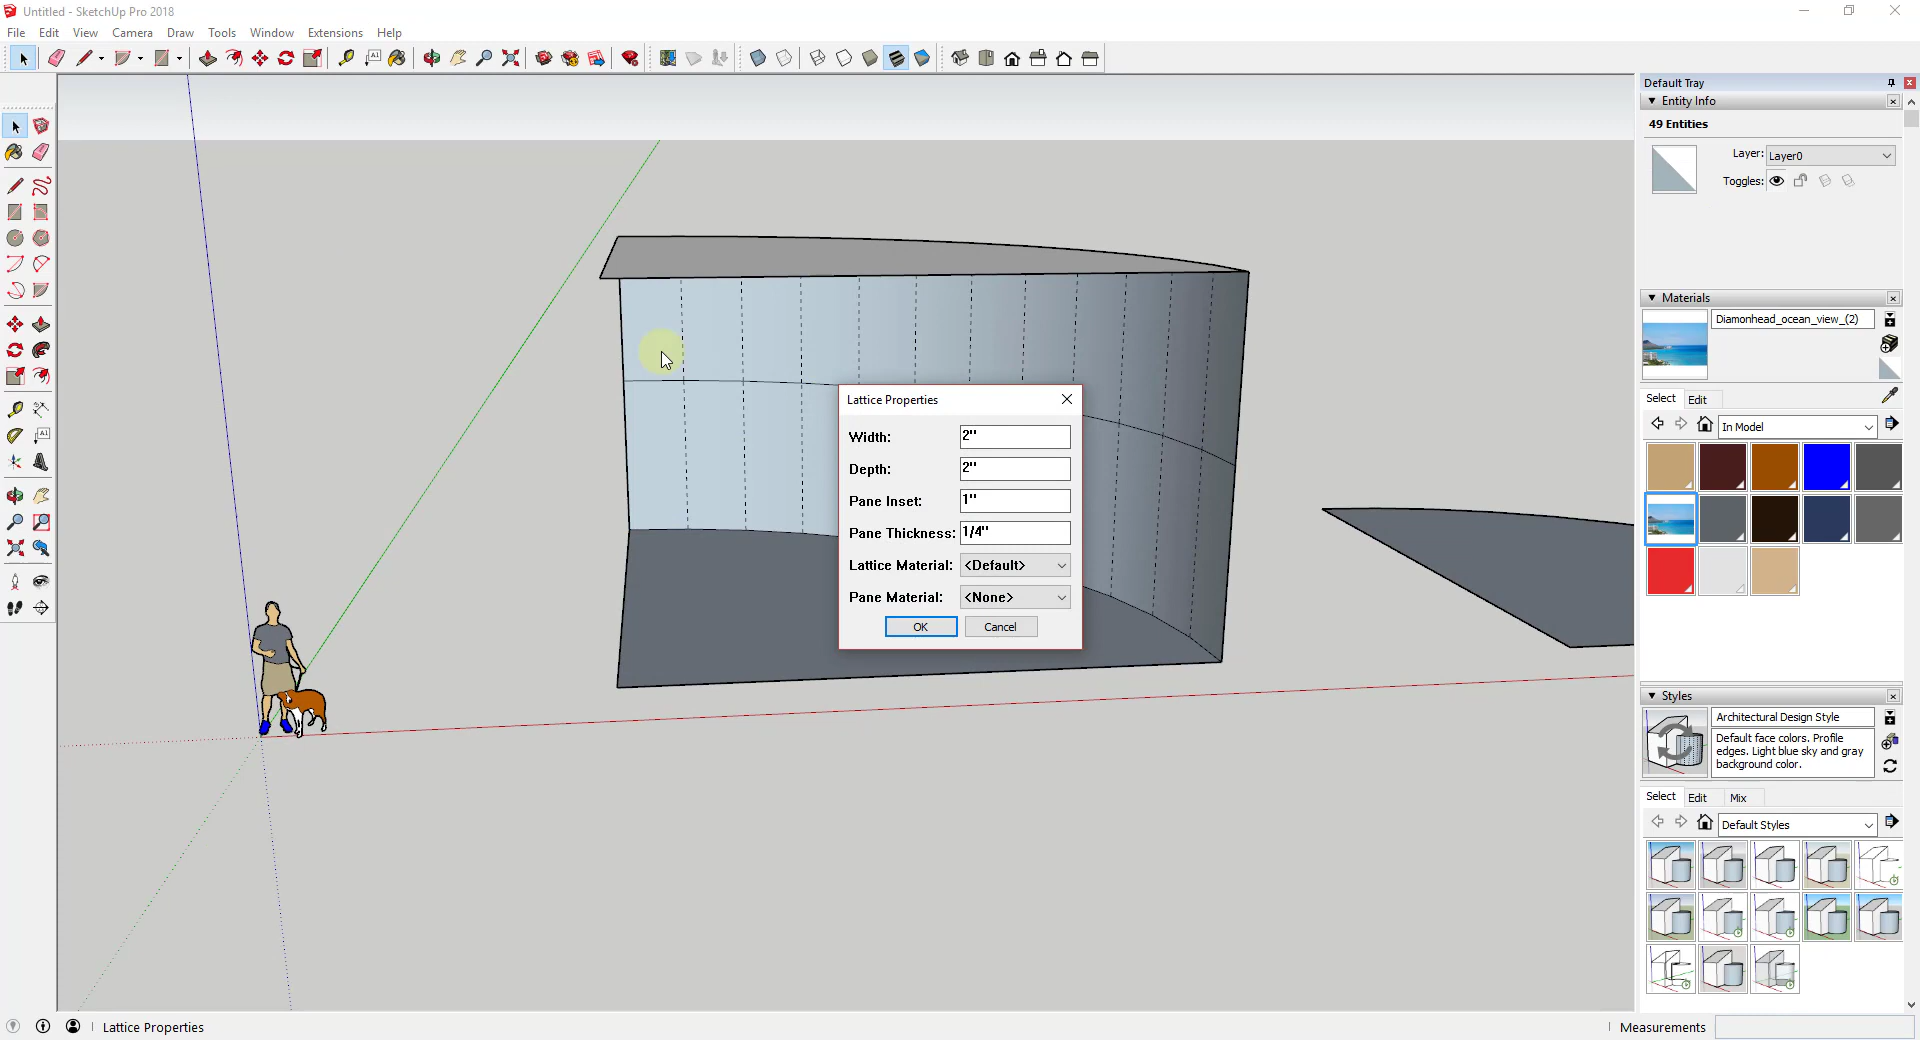 Untitled - SketchUp Pro 2018
File Edit View Camera Draw Tools Window Extensions Help
Default Tray
Entity Info
49 Entities
Layer: Layer0
Toggles:
Materials
Diamonhead_ocean_view_(2)
Select Edit
In Model
Lattice Properties
Width: 2"
Depth: 2"
Pane Inset: 1"
Pane Thickness: 1/4"
Lattice Material: <Default>
Pane Material: <None>
OK Cancel
Styles
Architectural Design Style
Default face colors. Profile
edges. Light blue sky and gray
background color.
Select Edit Mix
Default Styles
Lattice Properties
Measurements